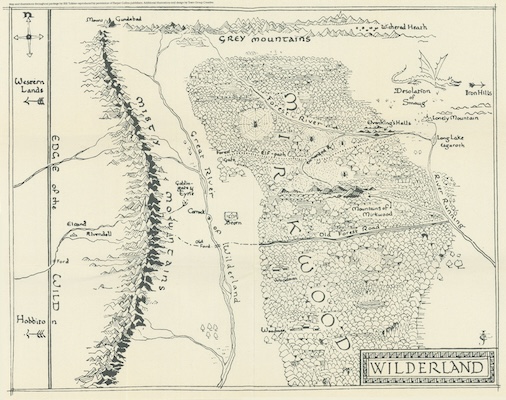 N
Mount Gundabad
GREY MOUNTAINS
Withered Heath
Western
Lands
Desolation
of
Smaug
Iron Hills
Lonely Mountain
Long Lake
Esgaroth
Forest River
Elvenking's Halls
MISTY MOUNTAINS
Great River of Wilderland
MIRKWOOD
Forest
Gate
Elf-path
EDGE of the WILD
Carrock
Beorn
Mountains of
Mirkwood
River Running
Old Forest Road
Old
Ford
Elrond
Rivendell
Ford
Hobbiton
WILDERLAND